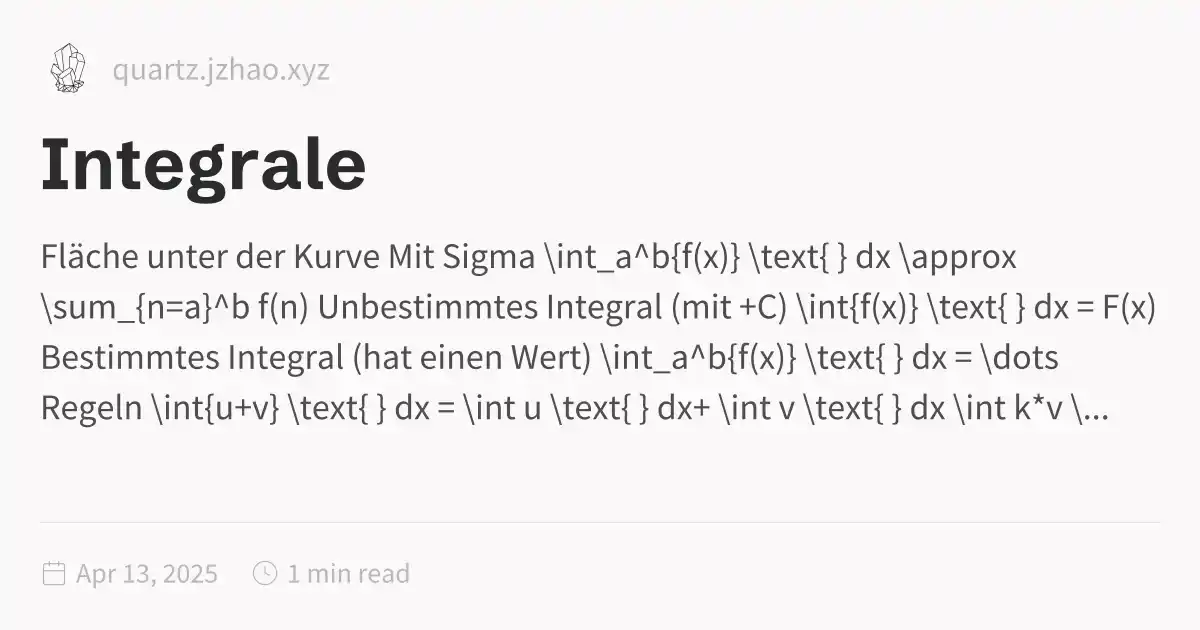 quartz.jzhao.xyz
Integrale
Fläche unter der Kurve Mit Sigma \int_a^b{f(x)} \text{ } dx \approx
\sum_{n=a}^b f(n) Unbestimmtes Integral (mit +C) \int{f(x)} \text{ } dx = F(x)
Bestimmtes Integral (hat einen Wert) \int_a^b{f(x)} \text{ } dx = \dots
Regeln \int{u+v} \text{ } dx = \int u \text{ } dx+ \int v \text{ } dx \int k*v \...
Apr 13, 2025 1 min read